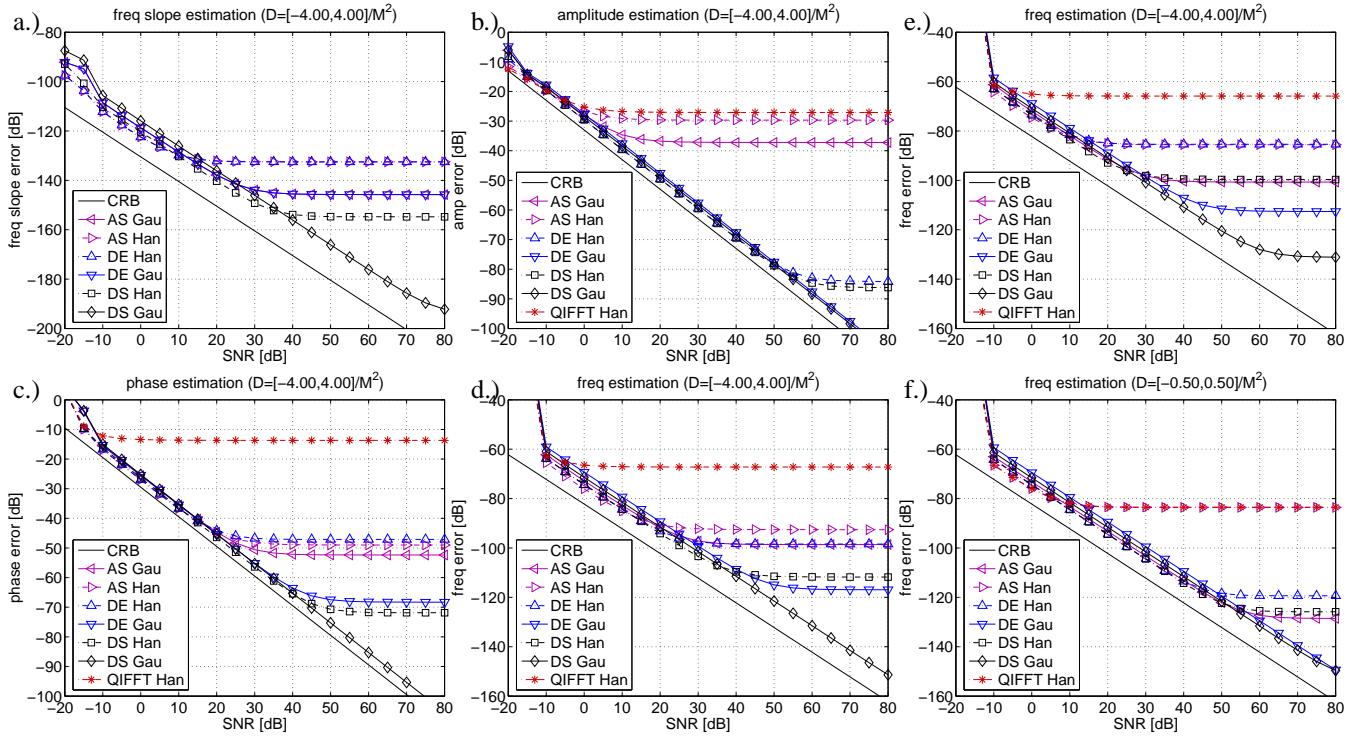 a.)
freq slope estimation (D=[−4.00,4.00]/M²)
freq slope error [dB]
−80
−100
−120
−140
−160
−180
−200
CRB
AS Gau
AS Han
DE Han
DE Gau
DS Han
DS Gau
−20 −10 0 10 20 30 40 50 60 70 80
SNR [dB]
b.)
amplitude estimation (D=[−4.00,4.00]/M²)
amp error [dB]
0
−10
−20
−30
−40
−50
−60
−70
−80
−90
−100
CRB
AS Gau
AS Han
DE Han
DE Gau
DS Han
DS Gau
QIFFT Han
−20 −10 0 10 20 30 40 50 60 70 80
SNR [dB]
e.)
freq estimation (D=[−4.00,4.00]/M²)
freq error [dB]
−40
−60
−80
−100
−120
−140
−160
CRB
AS Gau
AS Han
DE Han
DE Gau
DS Han
DS Gau
QIFFT Han
−20 −10 0 10 20 30 40 50 60 70 80
SNR [dB]
c.)
phase estimation (D=[−4.00,4.00]/M²)
phase error [dB]
0
−10
−20
−30
−40
−50
−60
−70
−80
−90
−100
CRB
AS Gau
AS Han
DE Han
DE Gau
DS Han
DS Gau
QIFFT Han
−20 −10 0 10 20 30 40 50 60 70 80
SNR [dB]
d.)
freq estimation (D=[−4.00,4.00]/M²)
freq error [dB]
−40
−60
−80
−100
−120
−140
−160
CRB
AS Gau
AS Han
DE Han
DE Gau
DS Han
DS Gau
QIFFT Han
−20 −10 0 10 20 30 40 50 60 70 80
SNR [dB]
f.)
freq estimation (D=[−0.50,0.50]/M²)
freq error [dB]
−40
−60
−80
−100
−120
−140
−160
CRB
AS Gau
AS Han
DE Han
DE Gau
DS Han
DS Gau
QIFFT Han
−20 −10 0 10 20 30 40 50 60 70 80
SNR [dB]